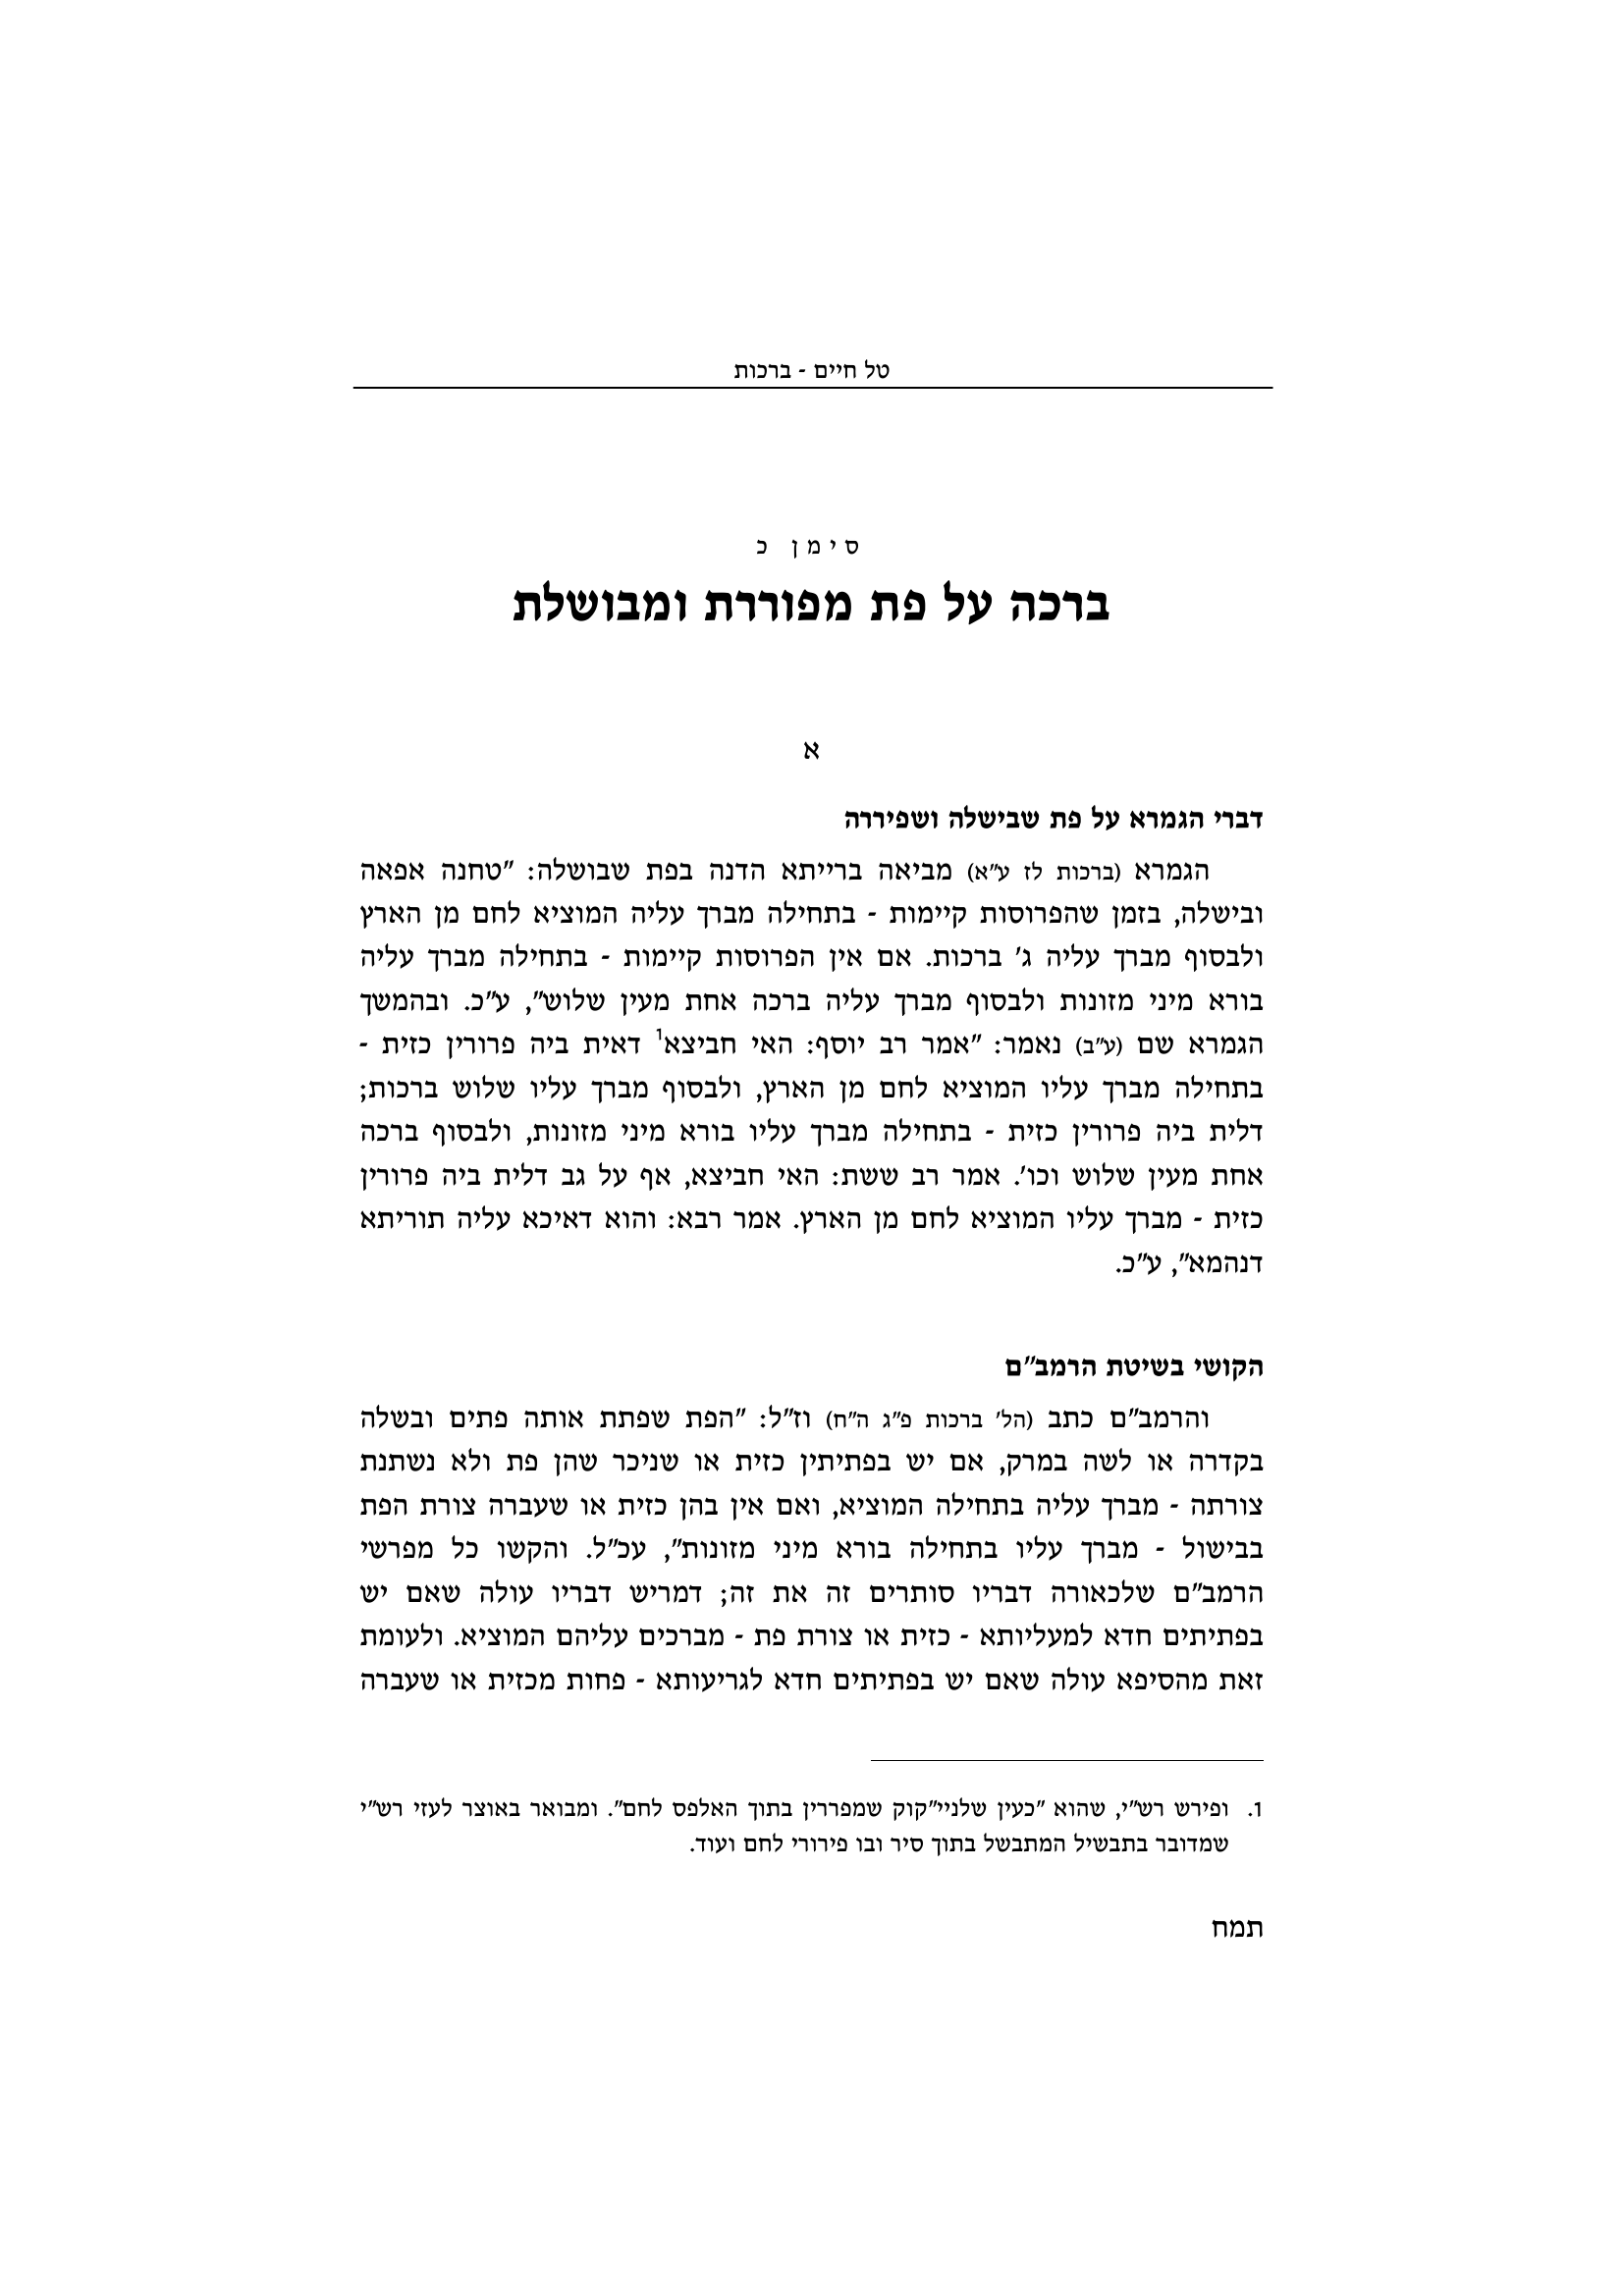 טל חיים - ברכות
סימן כ
ברכה על פת מפוררת ומבושלת
א
דברי הגמרא על פת שבישלה ושפיררה
הגמרא (ברכות לז ע"א) מביאה ברייתא הדנה בפת שבושלה: "טחנה אפאה
ובישלה, בזמן שהפרוסות קיימות - בתחילה מברך עליה המוציא לחם מן הארץ
ולבסוף מברך עליה ג' ברכות. אם אין הפרוסות קיימות - בתחילה מברך עליה
בורא מיני מזונות ולבסוף מברך עליה ברכה אחת מעין שלוש", ע"כ. ובהמשך
הגמרא שם (ע"ב) נאמר: "אמר רב יוסף: האי חביצא1 דאית ביה פרורין כזית -
בתחילה מברך עליו המוציא לחם מן הארץ, ולבסוף מברך עליו שלוש ברכות;
דלית ביה פרורין כזית - בתחילה מברך עליו בורא מיני מזונות, ולבסוף ברכה
אחת מעין שלוש וכו'. אמר רב ששת: האי חביצא, אף על גב דלית ביה פרורין
כזית - מברך עליו המוציא לחם מן הארץ. אמר רבא: והוא דאיכא עליה תוריתא
דנהמא", ע"כ.
הקושי בשיטת הרמב"ם
והרמב"ם כתב (הל' ברכות פ"ג ה"ח) וז"ל: "הפת שפתת אותה פתים ובשלה
בקדרה או לשה במרק, אם יש בפתיתין כזית או שניכר שהן פת ולא נשתנת
צורתה - מברך עליה בתחילה המוציא, ואם אין בהן כזית או שעברה צורת הפת
בבישול - מברך עליו בתחילה בורא מיני מזונות", עכ"ל. והקשו כל מפרשי
הרמב"ם שלכאורה דבריו סותרים זה את זה; דמריש דבריו עולה שאם יש
בפתיתים חדא למעליותא - כזית או צורת פת - מברכים עליהם המוציא. ולעומת
זאת מהסיפא עולה שאם יש בפתיתים חדא לגריעותא - פחות מכזית או שעברה
1. ופירש רש"י, שהוא "כעין שלניי"קוק שמפררין בתוך האלפס לחם". ומבואר באוצר לעזי רש"י
שמדובר בתבשיל המתבשל בתוך סיר ובו פירורי לחם ועוד.
תמח